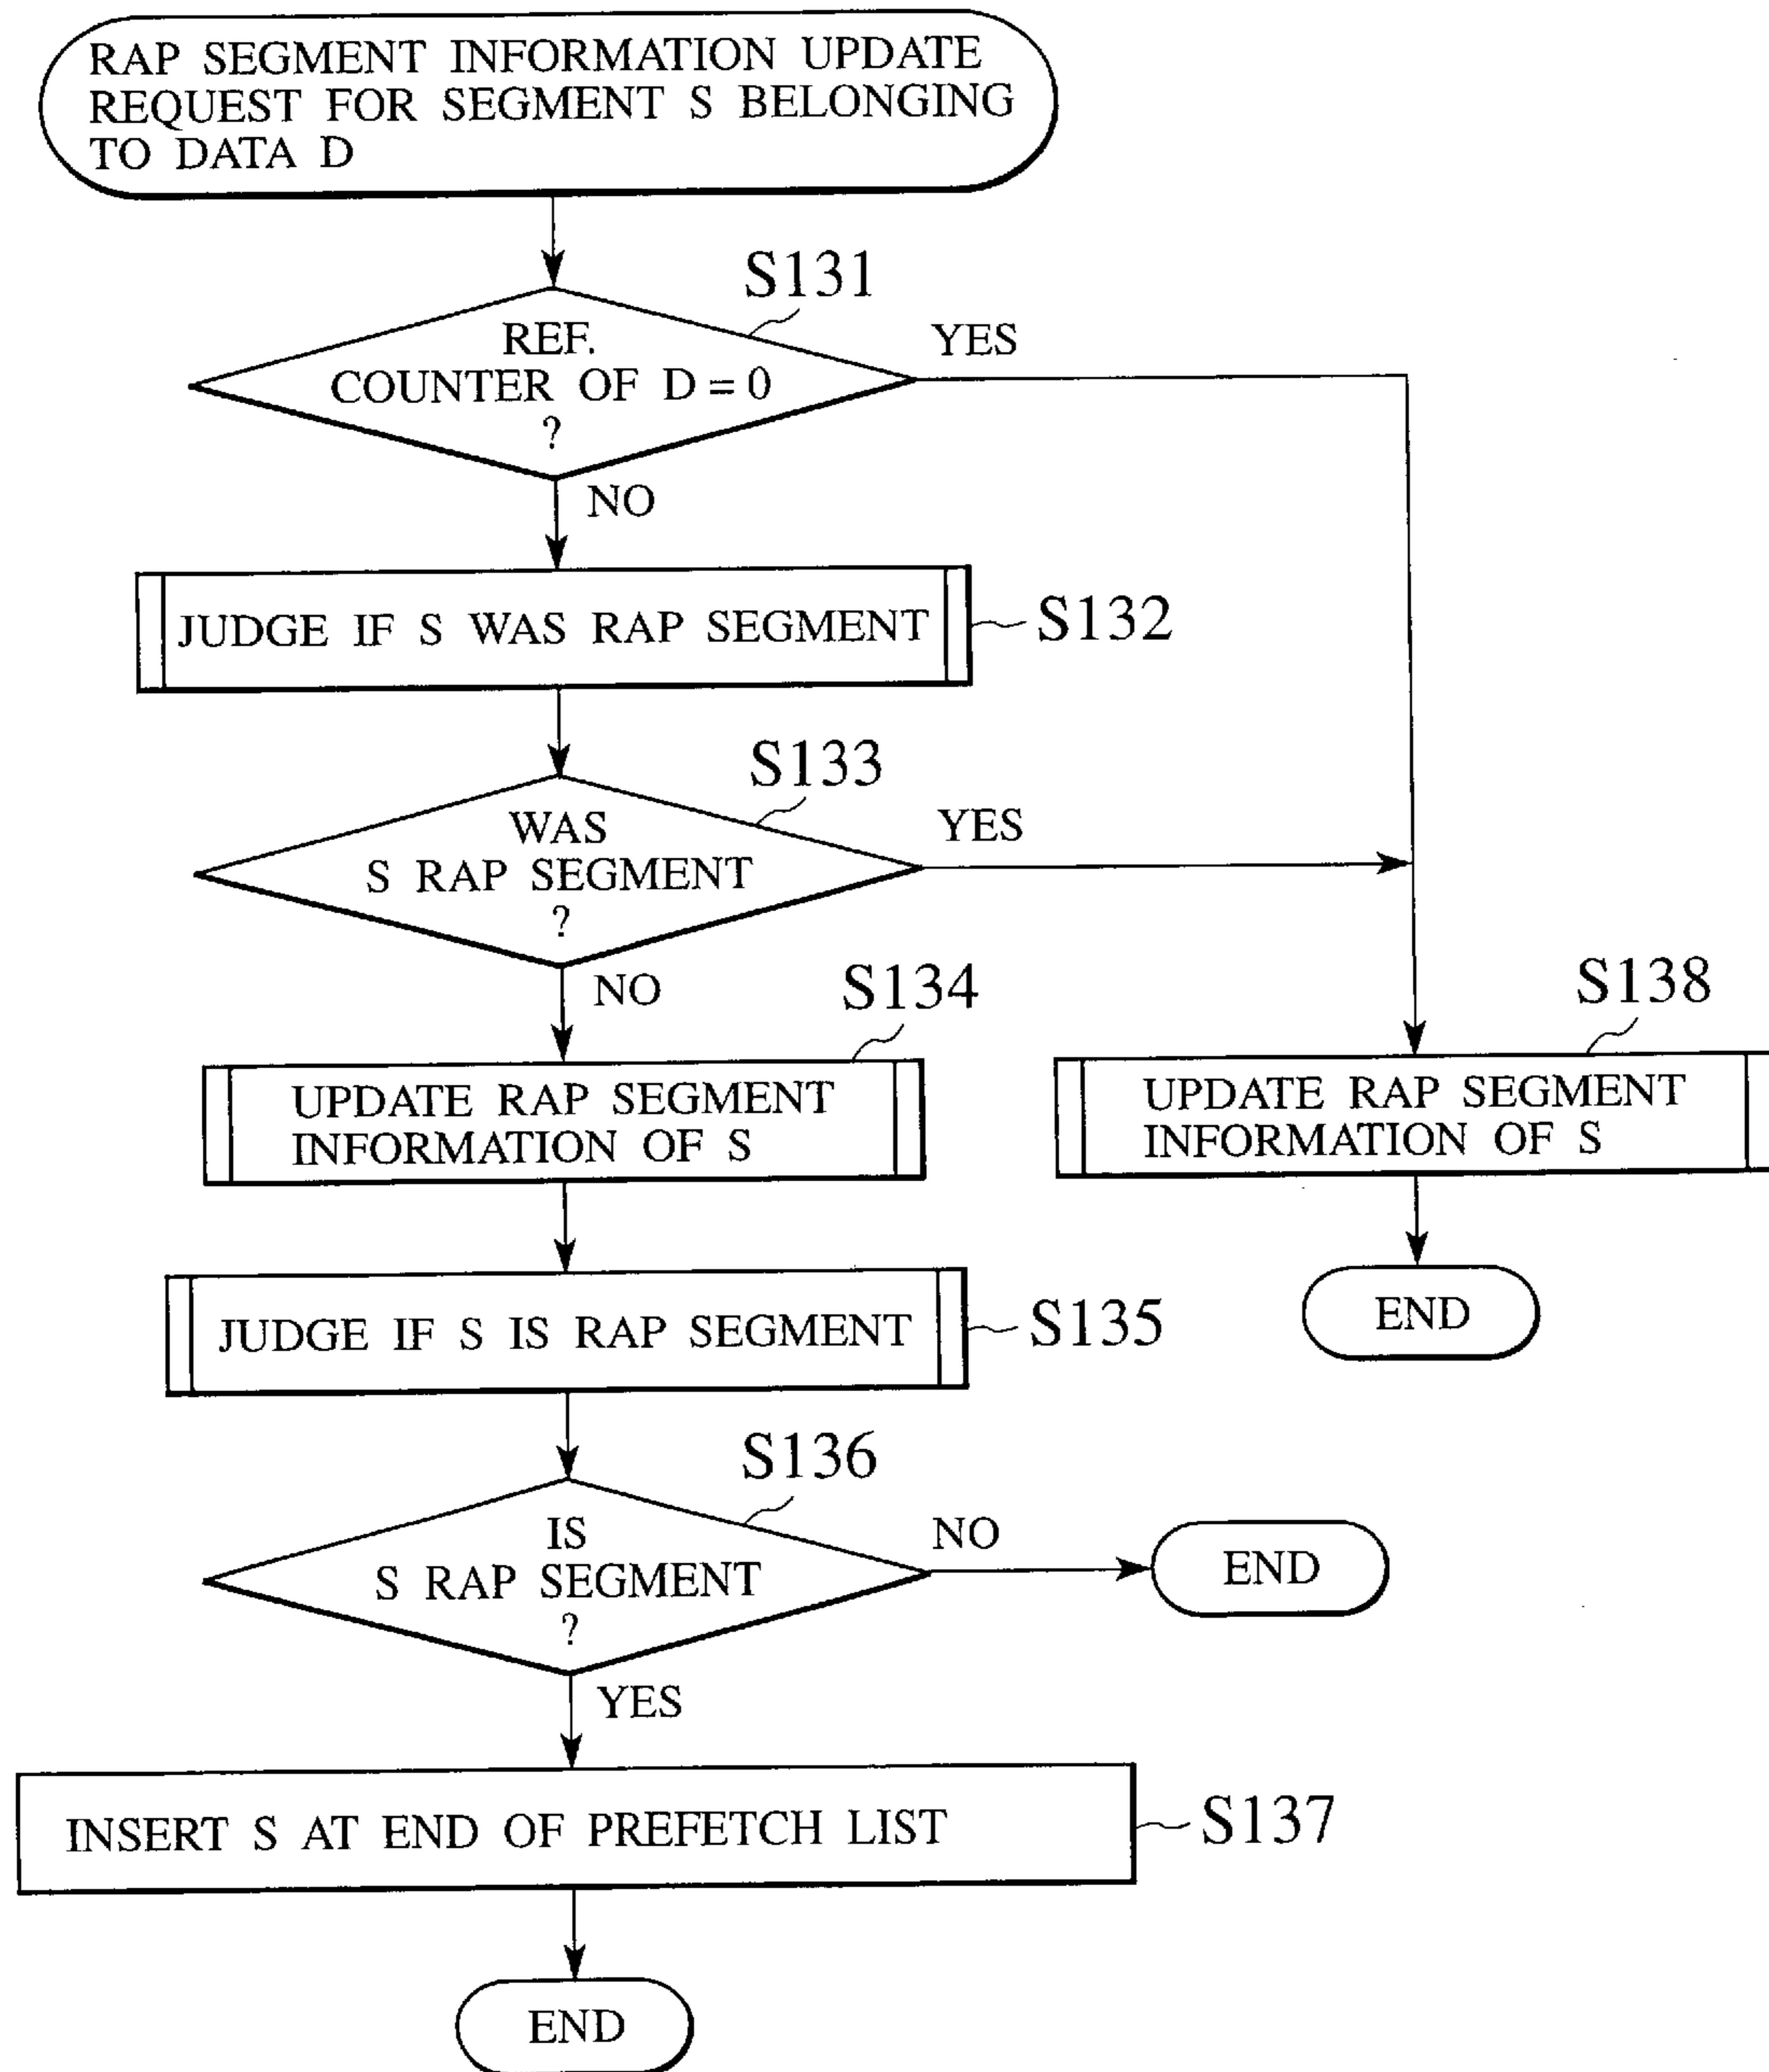 RAP SEGMENT INFORMATION UPDATE
REQUEST FOR SEGMENT S BELONGING
TO DATA D
S131
REF.
COUNTER OF D = 0
?
YES
NO
JUDGE IF S WAS RAP SEGMENT
S132
S133
WAS
S RAP SEGMENT
?
YES
NO
S134
UPDATE RAP SEGMENT
INFORMATION OF S
S138
UPDATE RAP SEGMENT
INFORMATION OF S
END
JUDGE IF S IS RAP SEGMENT
S135
S136
IS
S RAP SEGMENT
?
NO
END
YES
INSERT S AT END OF PREFETCH LIST
S137
END